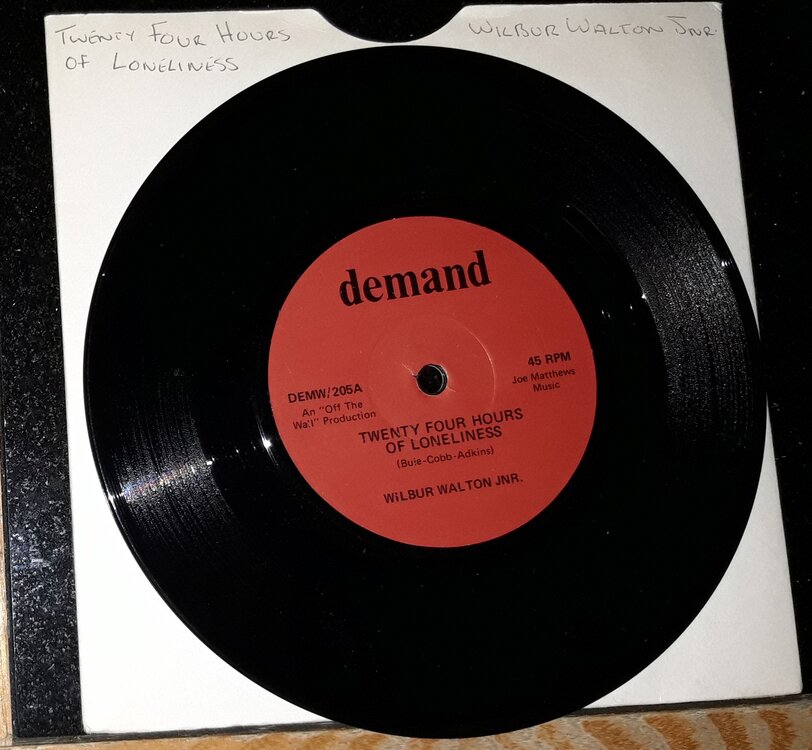 TWENTY FOUR HOURS
OF LONELINESS
WILBUR WALTON JNR.
demand
DEMW/205A
An "Off The
Wall" Production
45 RPM
Joe Matthews
Music
TWENTY FOUR HOURS
OF LONELINESS
(Buie-Cobb-Adkins)
WILBUR WALTON JNR.